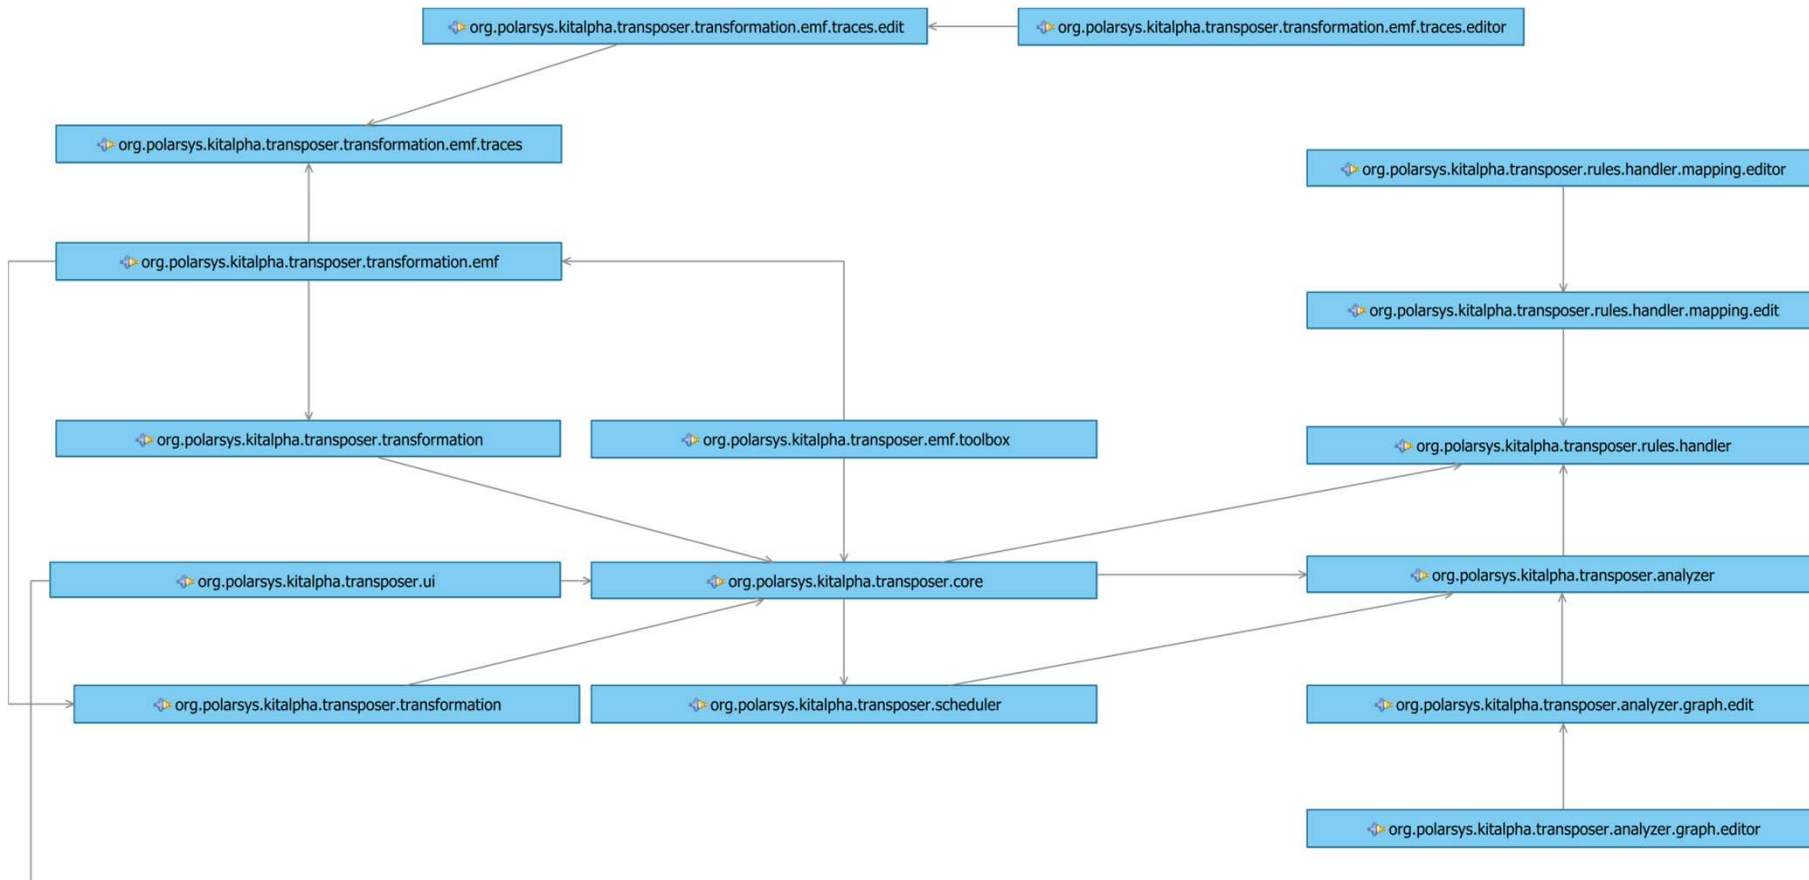 org.polarsys.kitalpha.transposer.transformation.emf.traces.edit
org.polarsys.kitalpha.transposer.transformation.emf.traces.editor
org.polarsys.kitalpha.transposer.transformation.emf.traces
org.polarsys.kitalpha.transposer.rules.handler.mapping.editor
org.polarsys.kitalpha.transposer.transformation.emf
org.polarsys.kitalpha.transposer.rules.handler.mapping.edit
org.polarsys.kitalpha.transposer.transformation
org.polarsys.kitalpha.transposer.emf.toolbox
org.polarsys.kitalpha.transposer.rules.handler
org.polarsys.kitalpha.transposer.ui
org.polarsys.kitalpha.transposer.core
org.polarsys.kitalpha.transposer.analyzer
org.polarsys.kitalpha.transposer.transformation
org.polarsys.kitalpha.transposer.scheduler
org.polarsys.kitalpha.transposer.analyzer.graph.edit
org.polarsys.kitalpha.transposer.analyzer.graph.editor